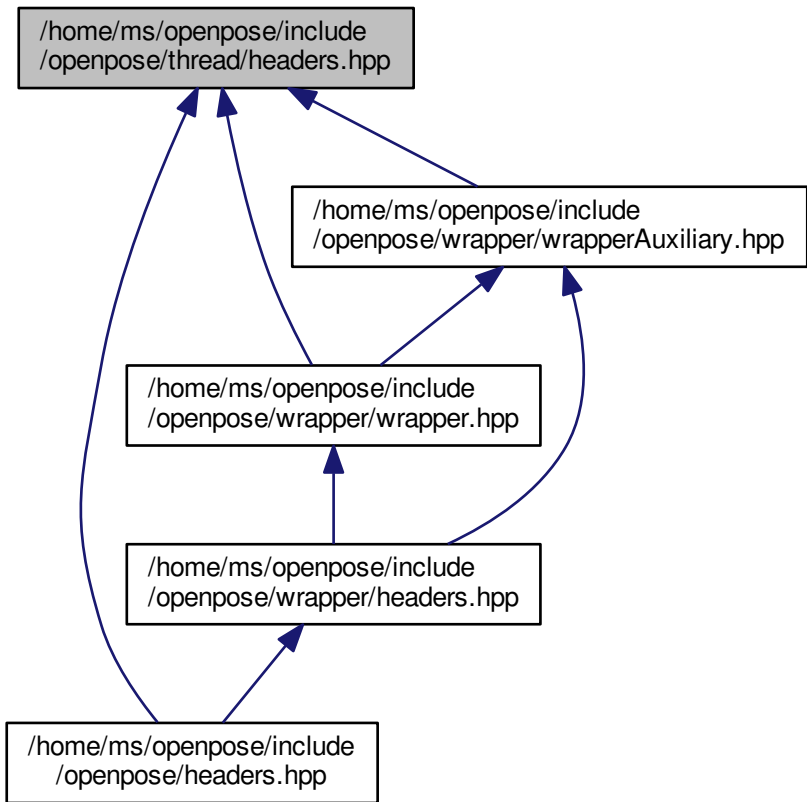 /home/ms/openpose/include
/openpose/thread/headers.hpp
/home/ms/openpose/include
/openpose/wrapper/wrapperAuxiliary.hpp
/home/ms/openpose/include
/openpose/wrapper/wrapper.hpp
/home/ms/openpose/include
/openpose/wrapper/headers.hpp
/home/ms/openpose/include
/openpose/headers.hpp